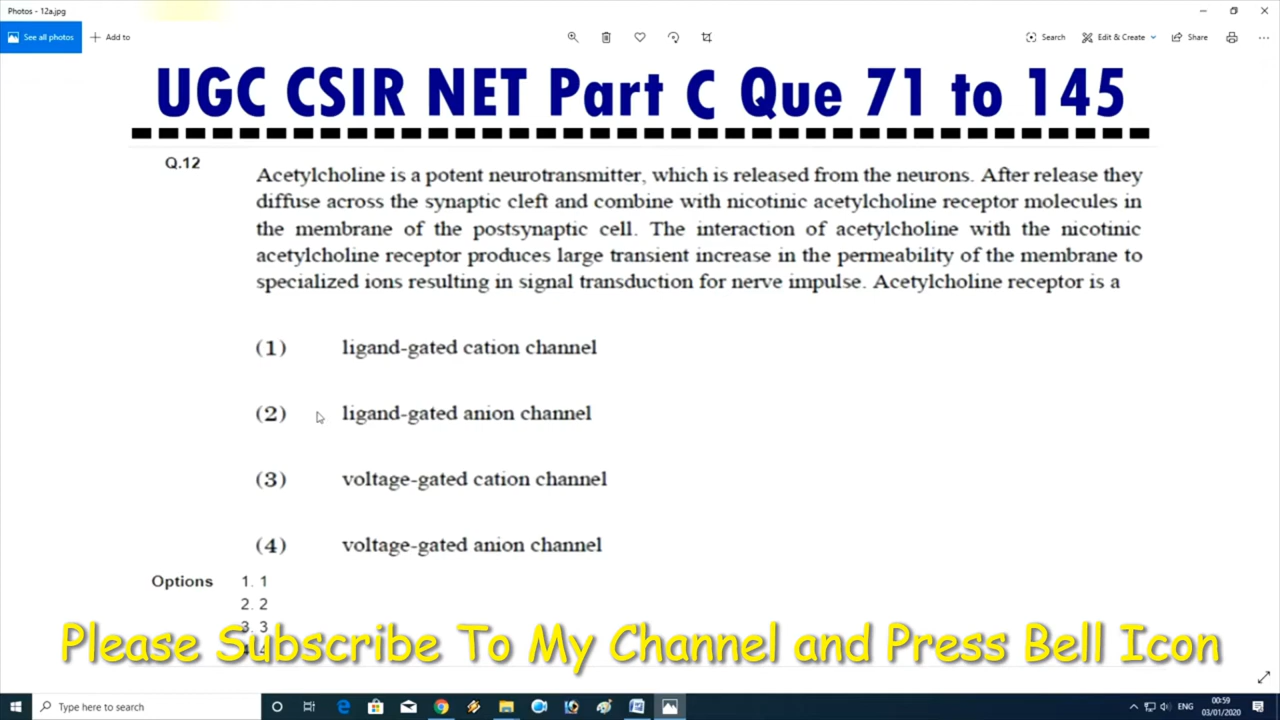 Photos - 12a.jpg
See all photos
Add to
Search
Edit & Create
Share
UGC CSIR NET Part C Que 71 to 145
Q.12
Acetylcholine is a potent neurotransmitter, which is released from the neurons. After release they
diffuse across the synaptic cleft and combine with nicotinic acetylcholine receptor molecules in
the membrane of the postsynaptic cell. The interaction of acetylcholine with the nicotinic
acetylcholine receptor produces large transient increase in the permeability of the membrane to
specialized ions resulting in signal transduction for nerve impulse. Acetylcholine receptor is a
(1) ligand-gated cation channel
(2) ligand-gated anion channel
(3) voltage-gated cation channel
(4) voltage-gated anion channel
Options 1. 1
2. 2
3. 3
Please Subscribe To My Channel and Press Bell Icon
Type here to search
ENG
00:59
03/01/2020